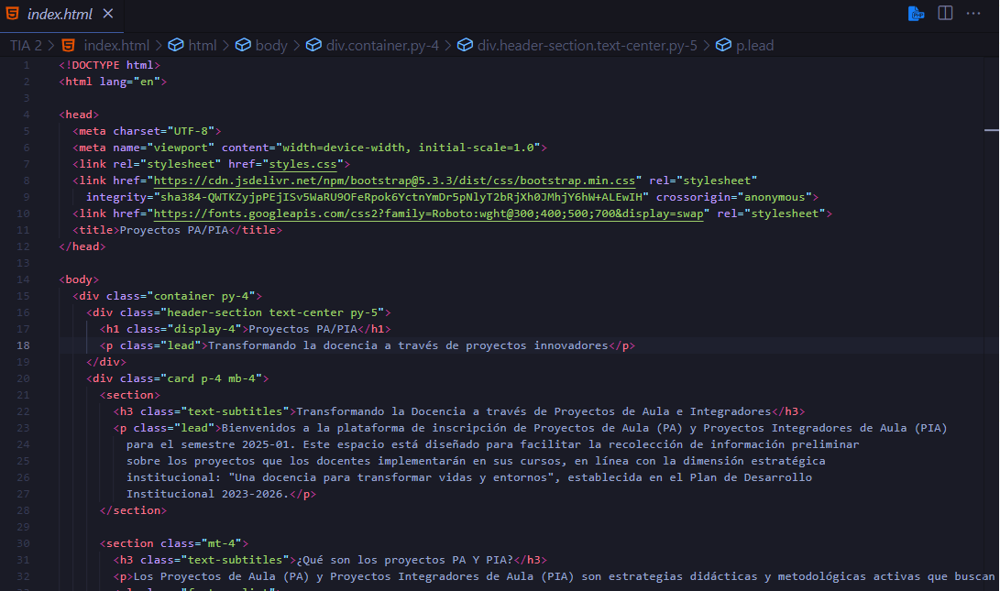 index.html
TIA 2 > index.html > html > body > div.container.py-4 > div.header-section.text-center.py-5 > p.lead
1 <!DOCTYPE html>
2 <html lang="en">
3
4 <head>
5 <meta charset="UTF-8">
6 <meta name="viewport" content="width=device-width, initial-scale=1.0">
7 <link rel="stylesheet" href="styles.css">
8 <link href="https://cdn.jsdelivr.net/npm/bootstrap@5.3.3/dist/css/bootstrap.min.css" rel="stylesheet"
9 integrity="sha384-QWTKZyjpPEjISv5WaRU9OFeRpok6YctnYmDr5pNlyT2bRjXh0JMhjY6hW+ALEwIH" crossorigin="anonymous">
10 <link href="https://fonts.googleapis.com/css2?family=Roboto:wght@300;400;500;700&display=swap" rel="stylesheet">
11 <title>Proyectos PA/PIA</title>
12 </head>
13
14 <body>
15 <div class="container py-4">
16 <div class="header-section text-center py-5">
17 <h1 class="display-4">Proyectos PA/PIA</h1>
18 <p class="lead">Transformando la docencia a través de proyectos innovadores</p>
19 </div>
20 <div class="card p-4 mb-4">
21 <section>
22 <h3 class="text-subtitles">Transformando la Docencia a través de Proyectos de Aula e Integradores</h3>
23 <p class="lead">Bienvenidos a la plataforma de inscripción de Proyectos de Aula (PA) y Proyectos Integradores de Aula (PIA)
24 para el semestre 2025-01. Este espacio está diseñado para facilitar la recolección de información preliminar
25 sobre los proyectos que los docentes implementarán en sus cursos, en línea con la dimensión estratégica
26 institucional: "Una docencia para transformar vidas y entornos", establecida en el Plan de Desarrollo
27 Institucional 2023-2026.</p>
28 </section>
29
30 <section class="mt-4">
31 <h3 class="text-subtitles">¿Qué son los proyectos PA Y PIA?</h3>
32 <p>Los Proyectos de Aula (PA) y Proyectos Integradores de Aula (PIA) son estrategias didácticas y metodológicas activas que buscan